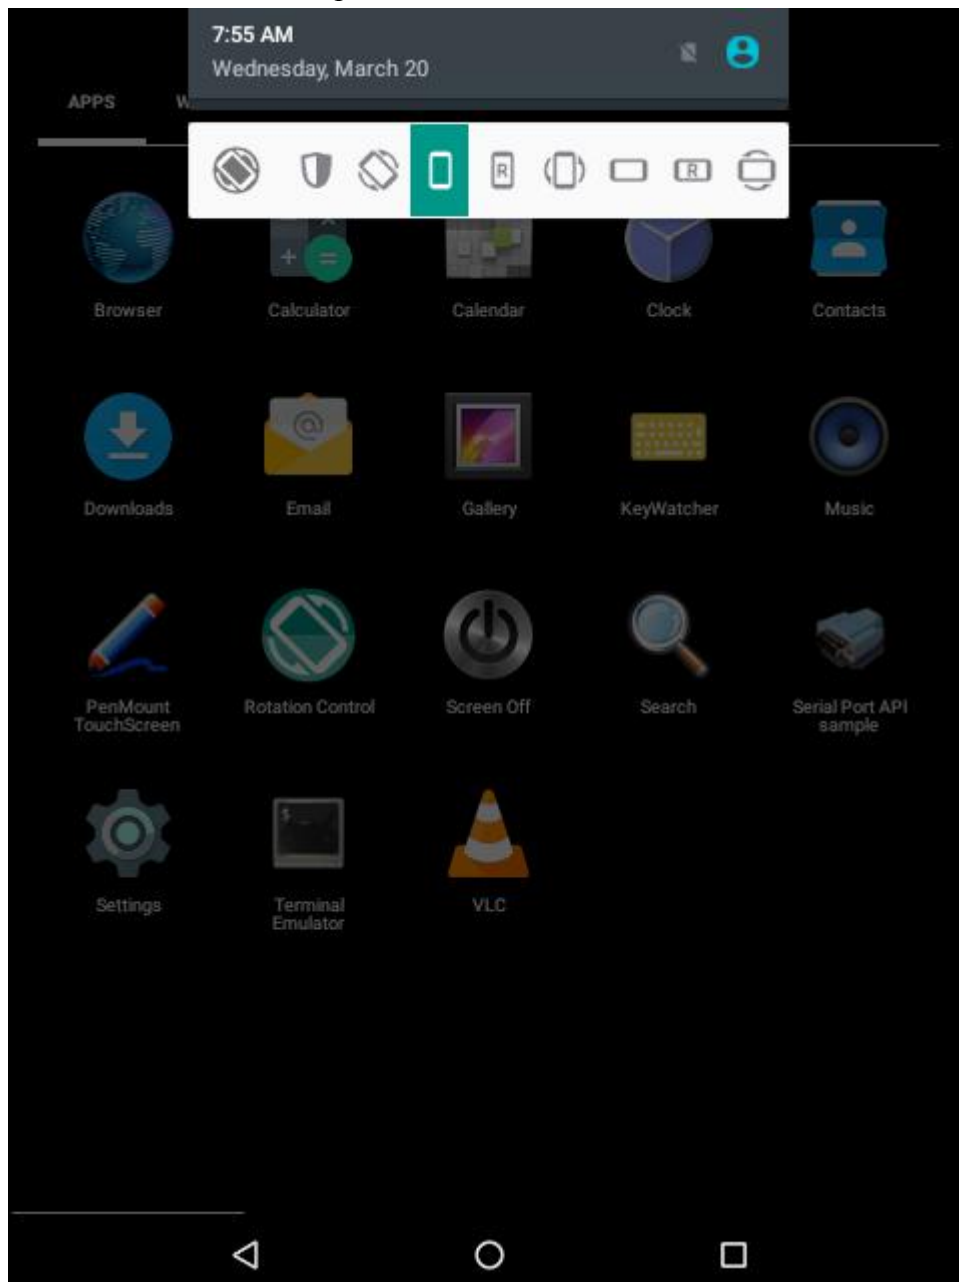 7:55 AM
Wednesday, March 20
APPS
W
R
R
Browser
Calculator
Calendar
Clock
Contacts
Downloads
Email
Gallery
KeyWatcher
Music
PenMount
TouchScreen
Rotation Control
Screen Off
Search
Serial Port API
sample
Settings
Terminal
Emulator
VLC